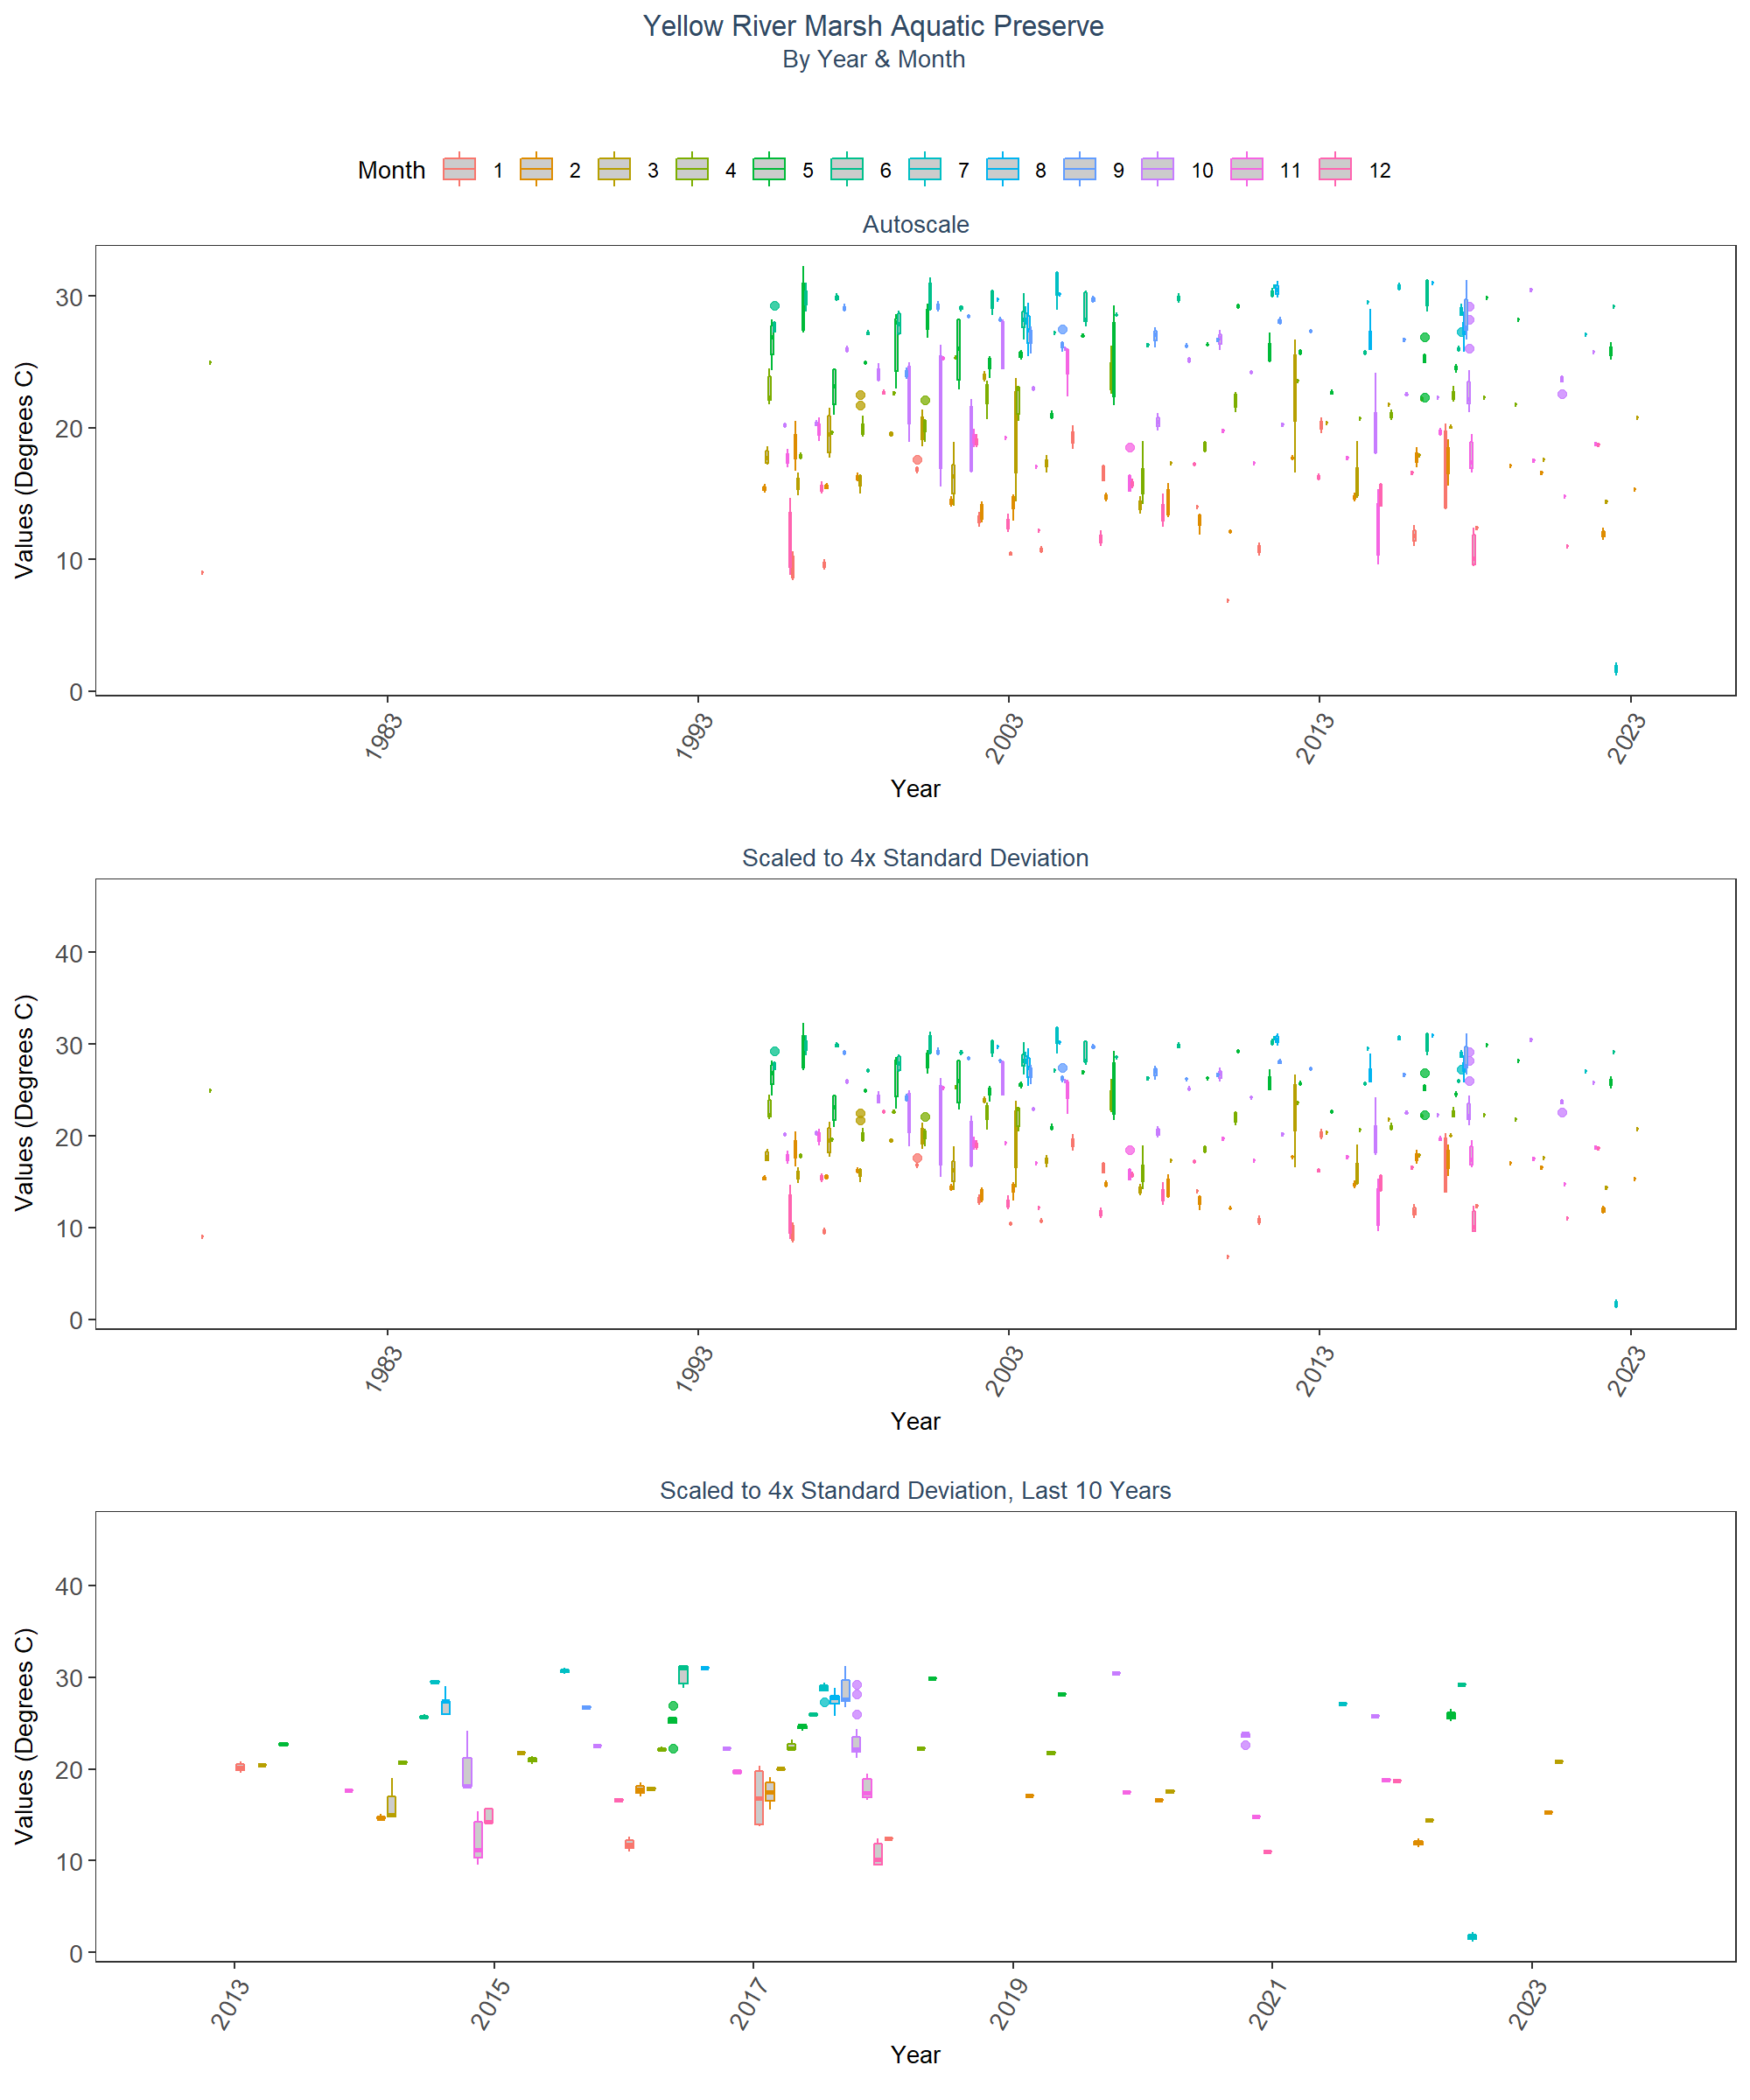 Yellow River Marsh Aquatic Preserve
By Year & Month
Month 1 2 3 4 5 6 7 8 9 10 11 12
Autoscale
Values (Degrees C)
30
20
10
0
1983 1993 2003 2013 2023
Year
Scaled to 4x Standard Deviation
Values (Degrees C)
40
30
20
10
0
1983 1993 2003 2013 2023
Year
Scaled to 4x Standard Deviation, Last 10 Years
Values (Degrees C)
40
30
20
10
0
2013 2015 2017 2019 2021 2023
Year